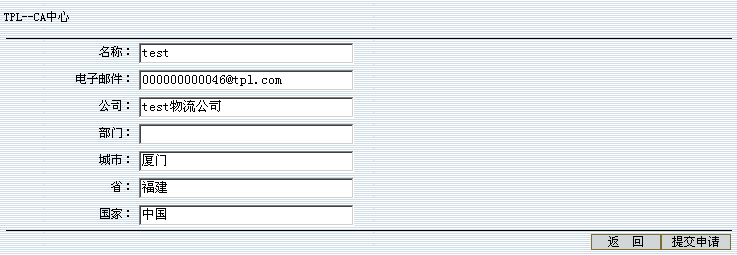 TPL--CA中心
名称： test
电子邮件： 000000000046@tpl.com
公司： test物流公司
部门：
城市： 厦门
省： 福建
国家： 中国
返 回 提交申请